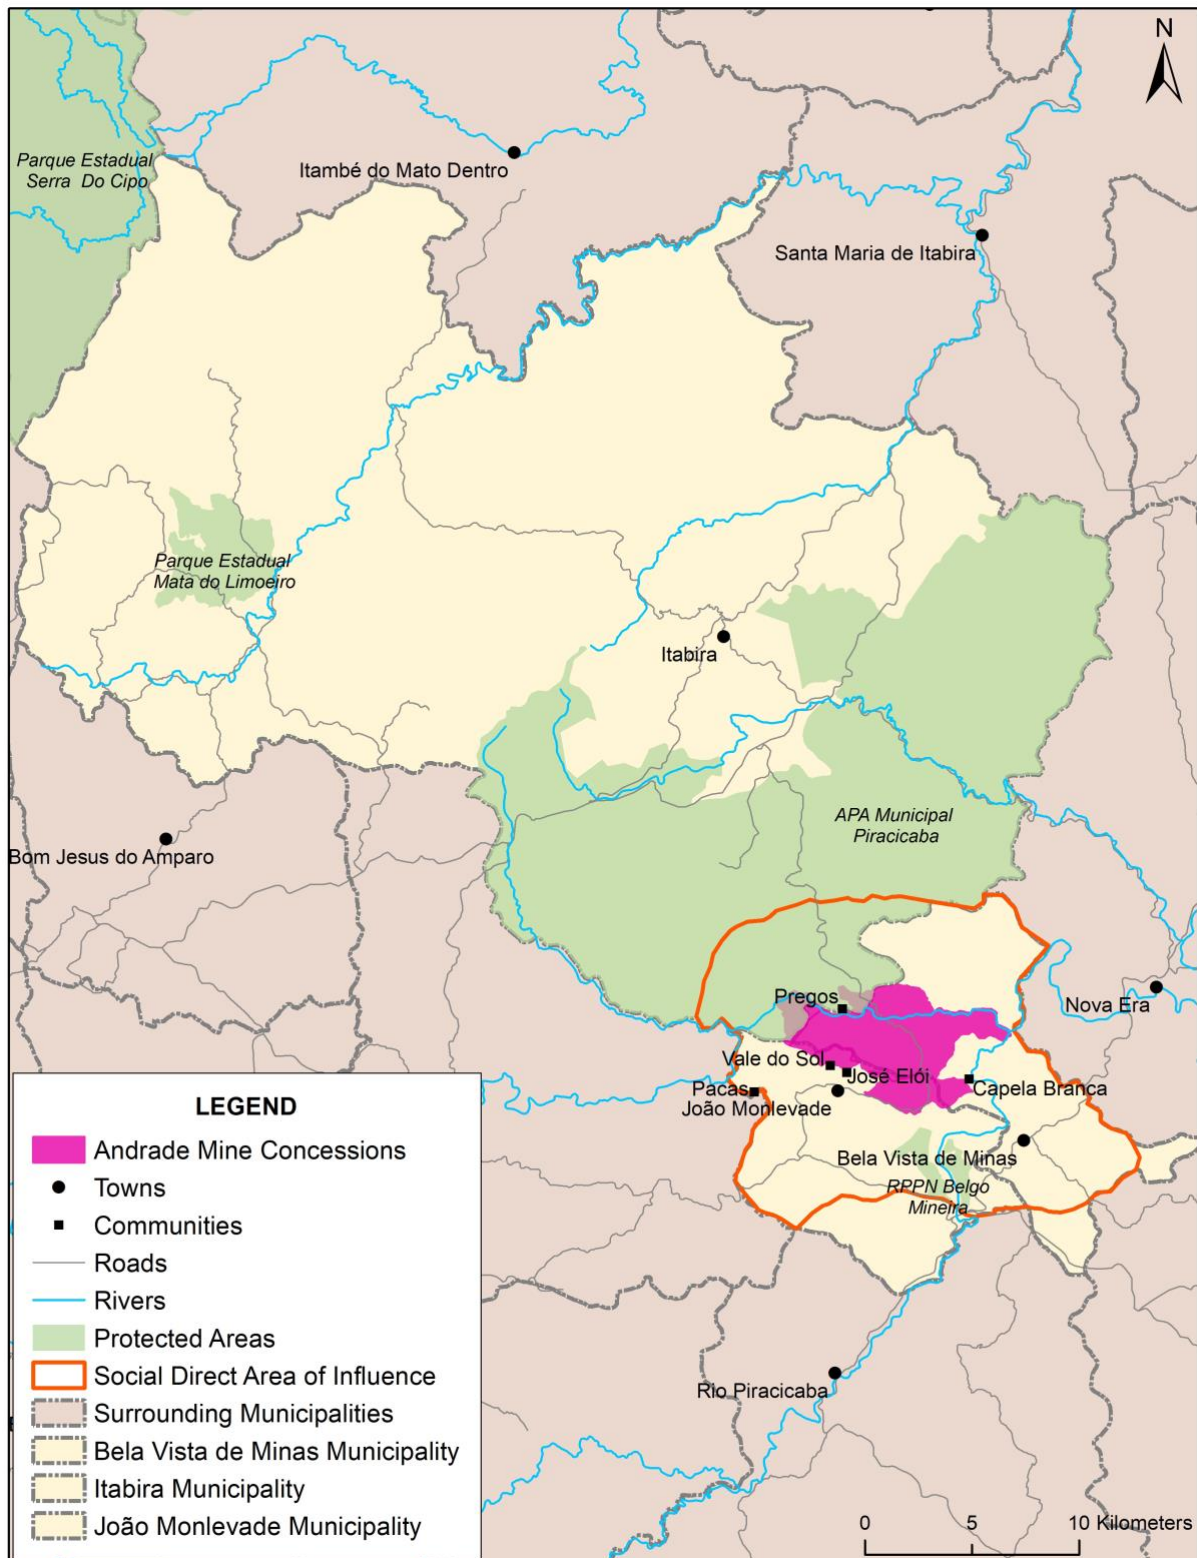 N
Parque Estadual
Serra Do Cipo
Itambé do Mato Dentro
Santa Maria de Itabira
Parque Estadual
Mata do Limoeiro
Itabira
APA Municipal
Piracicaba
Bom Jesus do Amparo
Pregos
Nova Era
Vale do Sol
José Elói
Pacas
Capela Branca
João Monlevade
Bela Vista de Minas
RPPN Belgo
Mineira
Rio Piracicaba
LEGEND
Andrade Mine Concessions
Towns
Communities
Roads
Rivers
Protected Areas
Social Direct Area of Influence
Surrounding Municipalities
Bela Vista de Minas Municipality
Itabira Municipality
João Monlevade Municipality
0 5 10 Kilometers